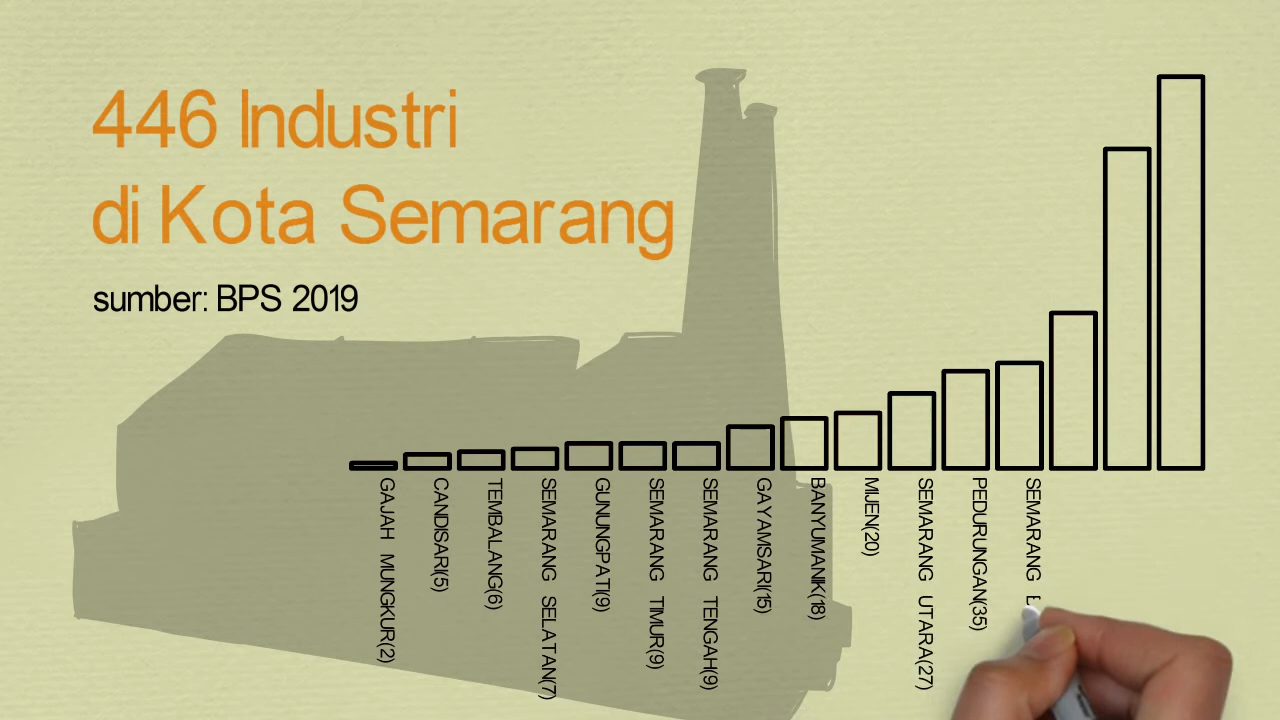 446 Industri
di Kota Semarang
sumber: BPS 2019
GAJAH MUNGKUR(2)
CANDISARI(5)
TEMBALANG(6)
SEMARANG SELATAN(7)
GUNUNGPATI(9)
SEMARANG TIMUR(9)
SEMARANG TENGAH(9)
GAYAMSARI(15)
BANYUMANIK(18)
MIJEN(20)
SEMARANG UTARA(27)
PEDURUNGAN(35)
SEMARANG